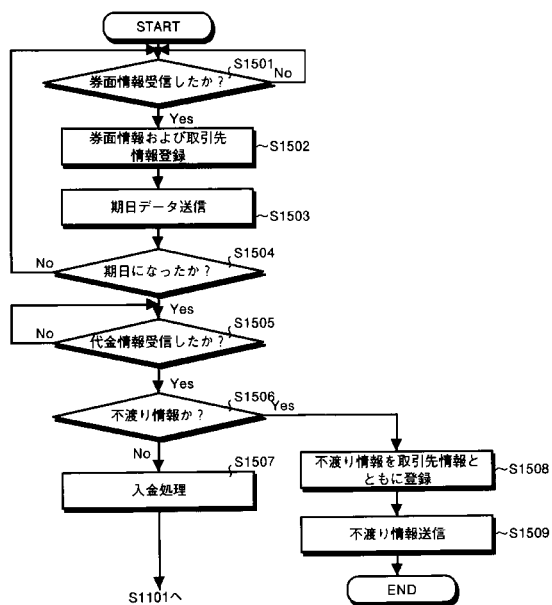 START
券面情報受信したか？
S1501
No
Yes
券面情報および取引先
情報登録
S1502
期日データ送信
S1503
期日になったか？
S1504
No
Yes
代金情報受信したか？
S1505
No
Yes
不渡り情報か？
S1506
Yes
No
入金処理
S1507
S1101へ
不渡り情報を取引先情報と
ともに登録
S1508
不渡り情報送信
S1509
END